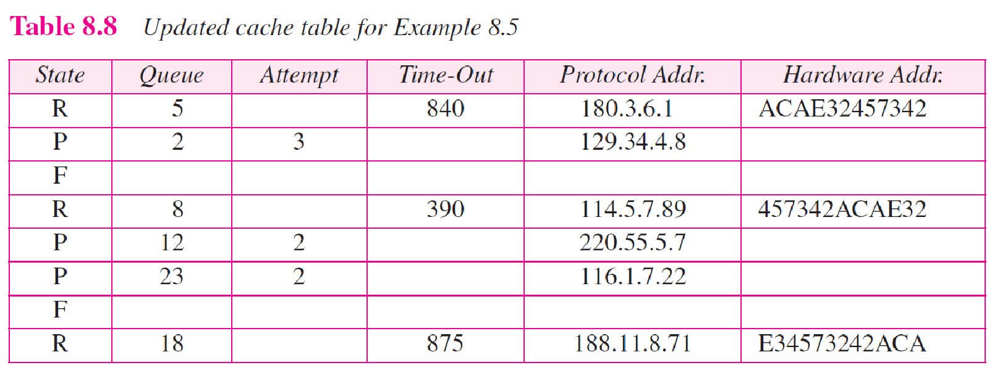 Table 8.8 Updated cache table for Example 8.5
State Queue Attempt Time-Out Protocol Addr. Hardware Addr.
R 5 840 180.3.6.1 ACAE32457342
P 2 3 129.34.4.8
F
R 8 390 114.5.7.89 457342ACAE32
P 12 2 220.55.5.7
P 23 2 116.1.7.22
F
R 18 875 188.11.8.71 E34573242ACA